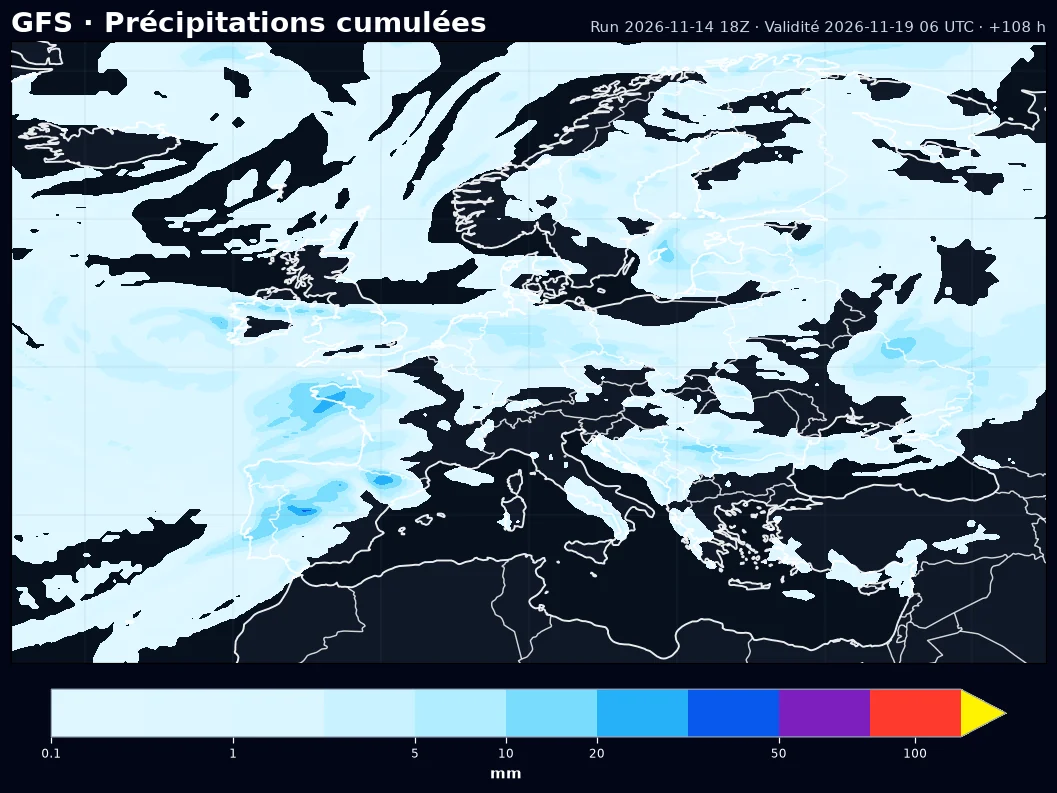 GFS · Précipitations cumulées
Run 2026-11-14 18Z · Validité 2026-11-19 06 UTC · +108 h
0.1 1 5 10 20 50 100
mm